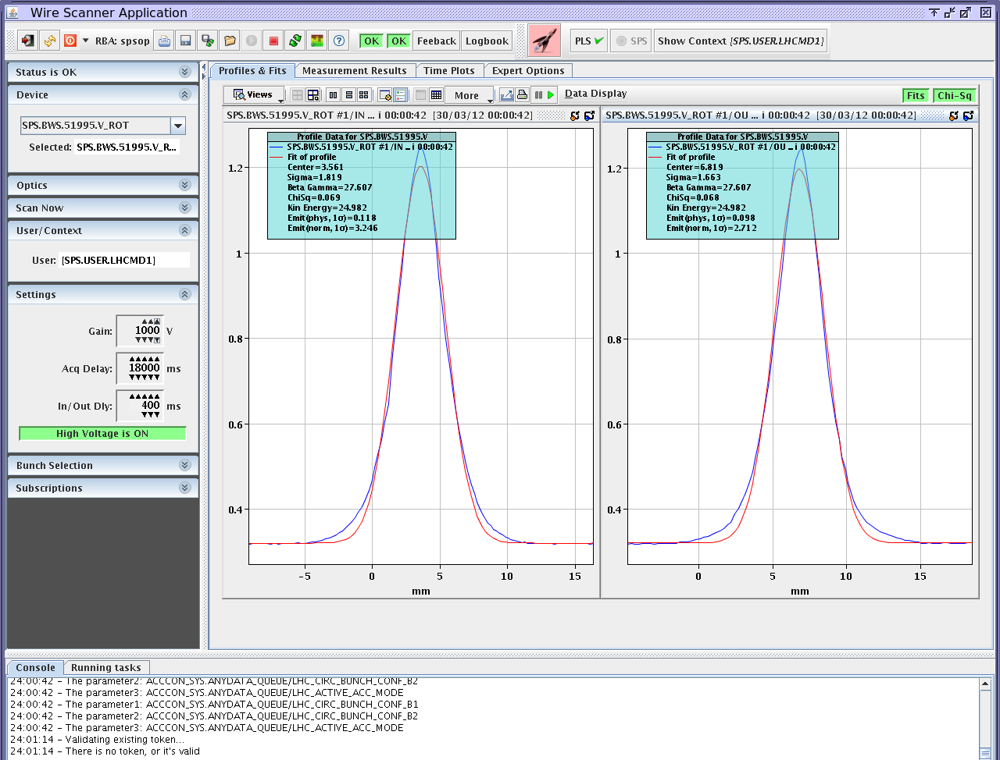 Wire Scanner Application
RBA: spsop
OK
OK
Feeback
Logbook
PLS
SPS
Show Context [SPS.USER.LHCMD1]
Status is OK
Device
SPS.BWS.51995.V_ROT
Selected: SPS.BWS.51995.V_R...
Optics
Scan Now
User/Context
User: [SPS.USER.LHCMD1]
Settings
Gain: 1000 V
Acq Delay: 18000 ms
In/Out Dly: 400 ms
High Voltage is ON
Bunch Selection
Subscriptions
Profiles & Fits
Measurement Results
Time Plots
Expert Options
Views
More
Data Display
Fits
Chi-Sq
SPS.BWS.51995.V_ROT #1/IN ... i 00:00:42 [30/03/12 00:00:42]
Profile Data for SPS.BWS.51995.V
SPS.BWS.51995.V_ROT #1/IN ... i 00:00:42
Fit of profile
Center=3.561
Sigma=1.819
Beta Gamma=27.607
ChiSq=0.069
Kin Energy=24.982
Emit(phys, 1σ)=0.118
Emit(norm, 1σ)=3.246
1.2
1
0.8
0.6
0.4
-5 0 5 10 15
mm
SPS.BWS.51995.V_ROT #1/OU ... i 00:00:42 [30/03/12 00:00:42]
Profile Data for SPS.BWS.51995.V
SPS.BWS.51995.V_ROT #1/OU ... i 00:00:42
Fit of profile
Center=6.819
Sigma=1.663
Beta Gamma=27.607
ChiSq=0.068
Kin Energy=24.982
Emit(phys, 1σ)=0.098
Emit(norm, 1σ)=2.712
1.2
1
0.8
0.6
0.4
0 5 10 15
mm
Console
Running tasks
24:00:42 - The parameter2: ACCCON_SYS.ANYDATA_QUEUE/LHC_CIRC_BUNCH_CONF_B2
24:00:42 - The parameter3: ACCCON_SYS.ANYDATA_QUEUE/LHC_ACTIVE_ACC_MODE
24:00:42 - The parameter1: ACCCON_SYS.ANYDATA_QUEUE/LHC_CIRC_BUNCH_CONF_B1
24:00:42 - The parameter2: ACCCON_SYS.ANYDATA_QUEUE/LHC_CIRC_BUNCH_CONF_B2
24:00:42 - The parameter3: ACCCON_SYS.ANYDATA_QUEUE/LHC_ACTIVE_ACC_MODE
24:01:14 - Validating existing token...
24:01:14 - There is no token, or it's valid